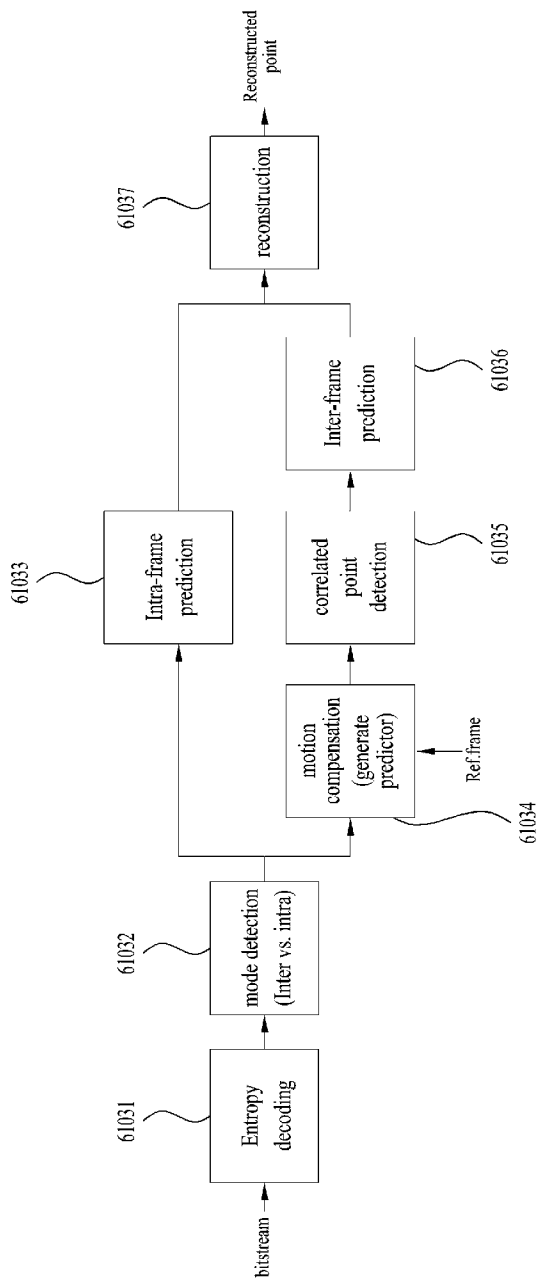 bitstream
61031
Entropy
decoding
61032
mode detection
(Inter vs. intra)
61033
Intra-frame
prediction
61034
motion
compensation
(generate
predictor)
Ref.frame
61035
correlated
point
detection
61036
Inter-frame
prediction
61037
reconstruction
Reconstructed
point